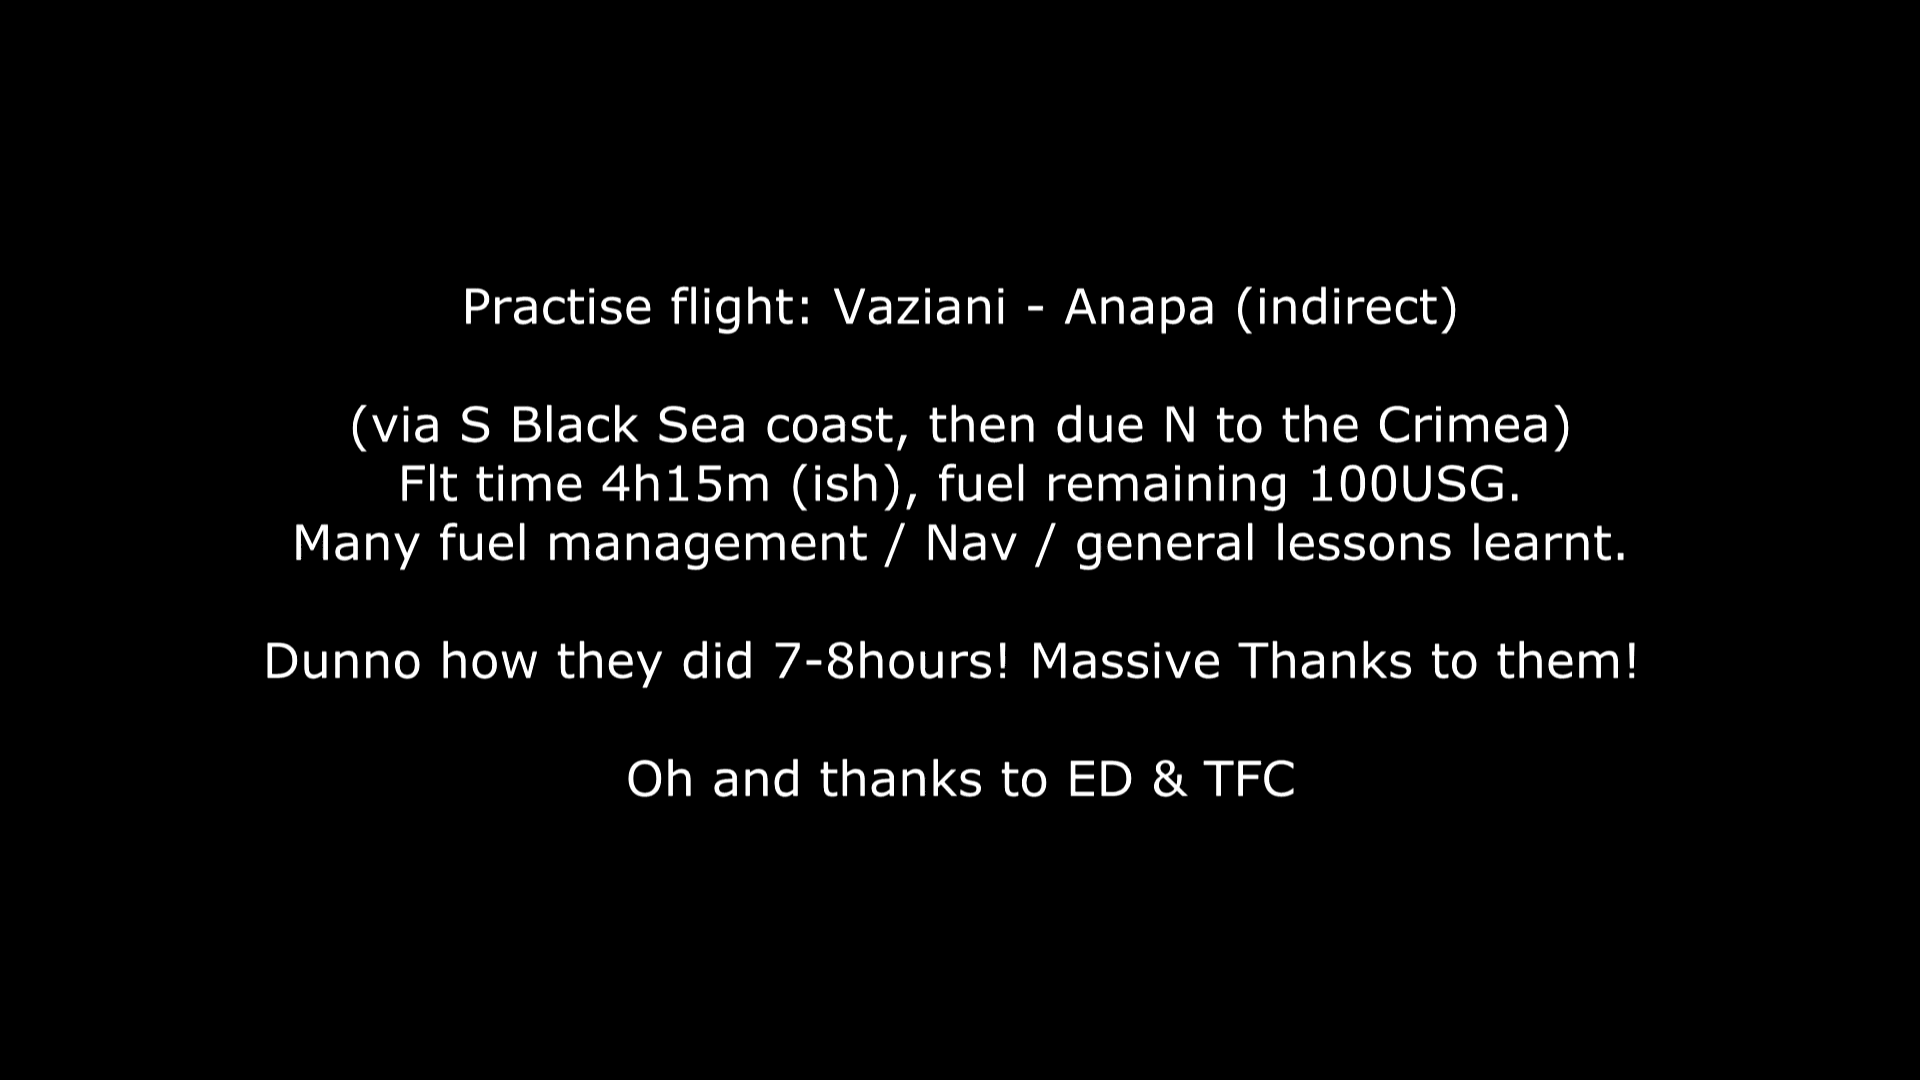 Practise flight: Vaziani - Anapa (indirect)
(via S Black Sea coast, then due N to the Crimea)
Flt time 4h15m (ish), fuel remaining 100USG.
Many fuel management / Nav / general lessons learnt.
Dunno how they did 7-8hours! Massive Thanks to them!
Oh and thanks to ED & TFC